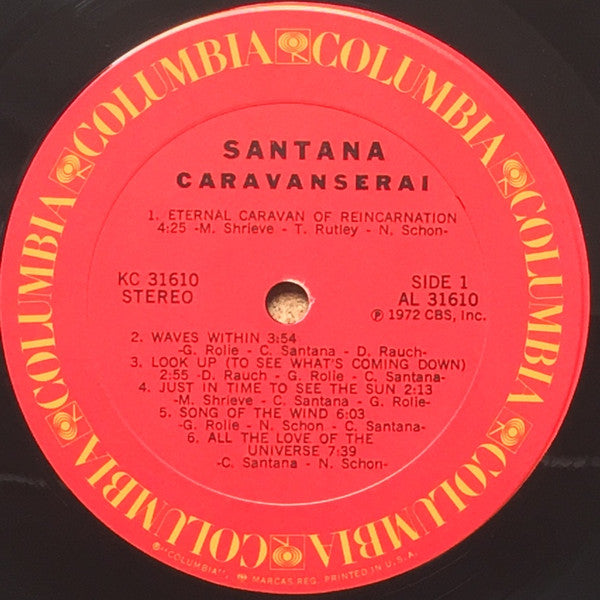 COLUMBIA COLUMBIA COLUMBIA COLUMBIA COLUMBIA COLUMBIA
SANTANA
CARAVANSERAI
1. ETERNAL CARAVAN OF REINCARNATION
4:25 -M. Shrieve - T. Rutley - N. Schon-
KC 31610
STEREO
SIDE 1
AL 31610
℗ 1972 CBS, Inc.
2. WAVES WITHIN 3:54
-G. Rolie - C. Santana - D. Rauch-
3. LOOK UP (TO SEE WHAT'S COMING DOWN)
2:55 -D. Rauch - G. Rolie - C. Santana-
4. JUST IN TIME TO SEE THE SUN 2:13
-M. Shrieve - C. Santana - G. Rolie-
5. SONG OF THE WIND 6:03
-G. Rolie - N. Schon - C. Santana-
6. ALL THE LOVE OF THE
UNIVERSE 7:39
-C. Santana - N. Schon-
®"COLUMBIA", MARCAS REG. PRINTED IN U.S.A.